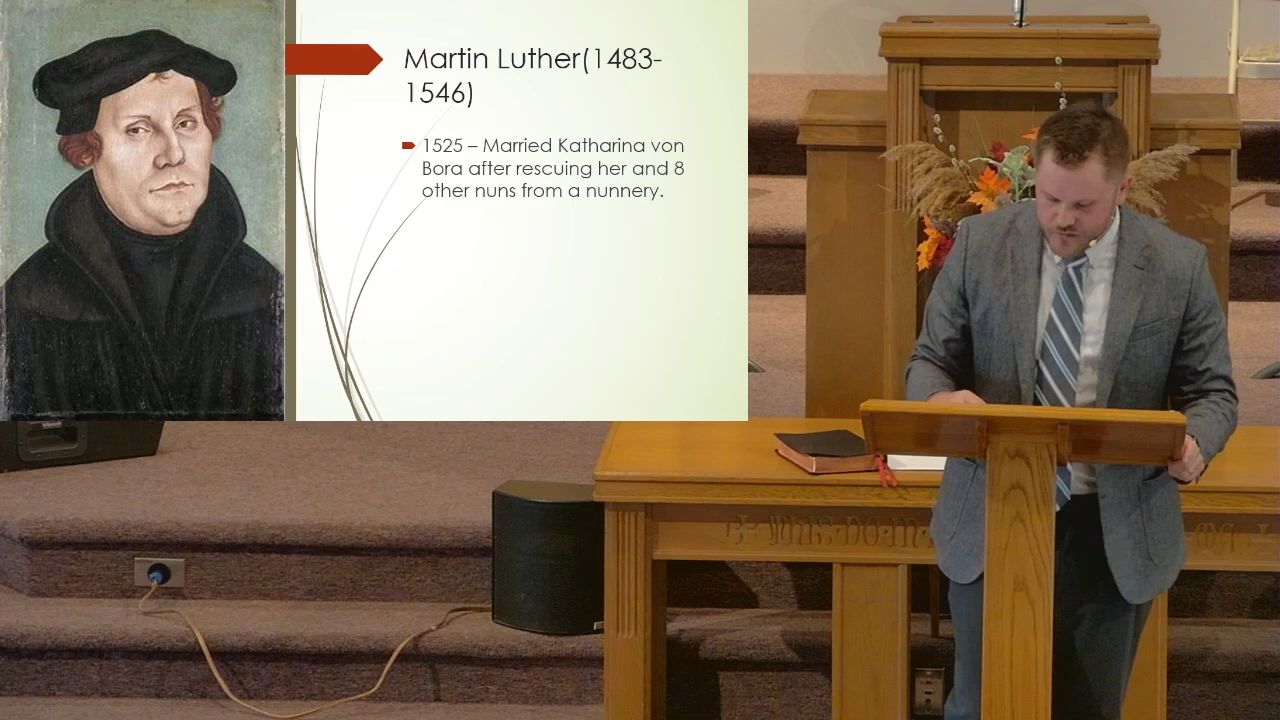 Martin Luther(1483-
1546)
1525 – Married Katharina von
Bora after rescuing her and 8
other nuns from a nunnery.